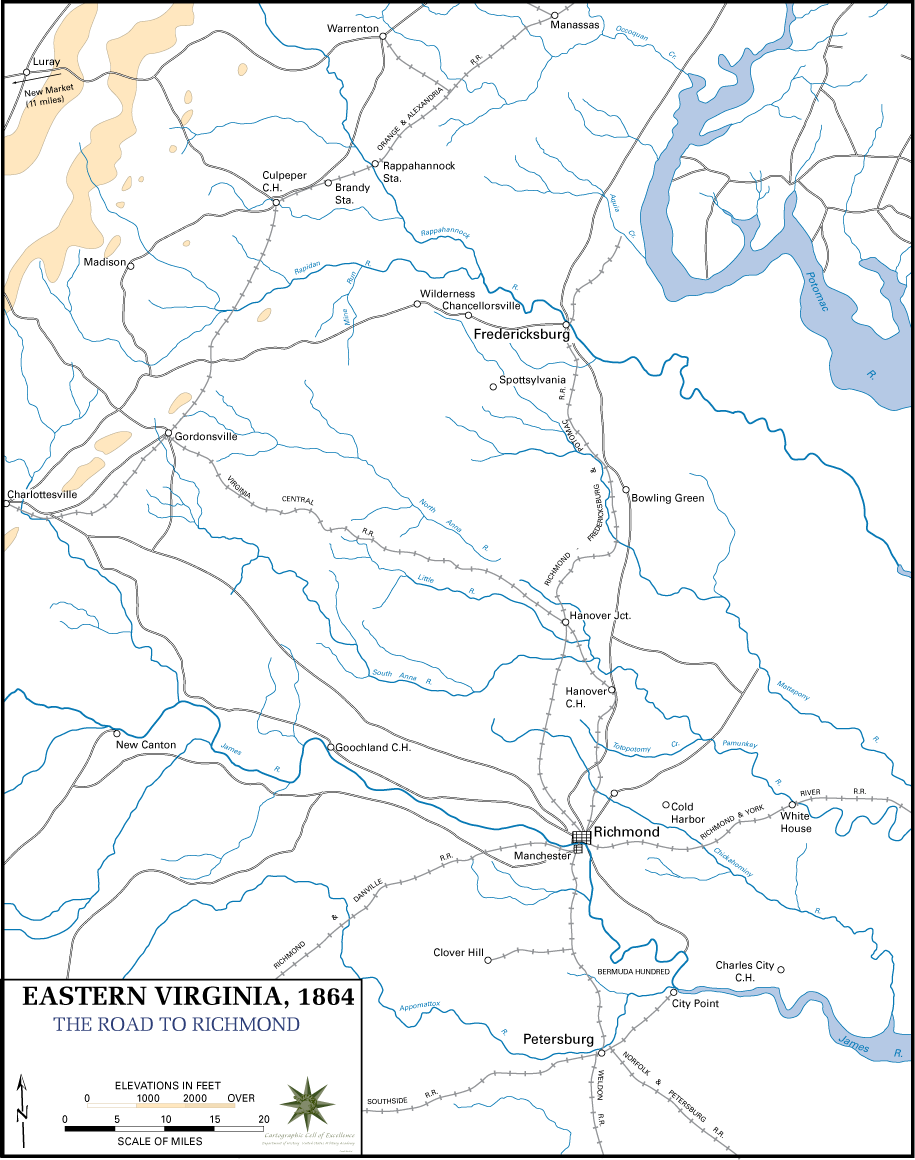 Warrenton
Manassas
Occoquan
Cr.
Luray
New Market
(11 miles)
R.R.
ORANGE & ALEXANDRIA
Rappahannock
Sta.
Culpeper
C.H.
Brandy
Sta.
Aquia
Cr.
Rappahannock
R.
Madison
Rapidan
R.
Mine
Run
Wilderness
Chancellorsville
Fredericksburg
Potomac
R.
Spottsylvania
R.R.
POTOMAC
&
FREDERICKSBURG
RICHMOND
Gordonsville
Charlottesville
VIRGINIA
CENTRAL
R.R.
Bowling Green
North
Anna
R.
Little
R.
Hanover Jct.
South Anna R.
Hanover
C.H.
Mattapony
R.
New Canton
James
R.
Goochland C.H.
Totopotomy
Cr.
Pamunkey
R.
Cold
Harbor
White
House
RICHMOND & YORK
RIVER
R.R.
Richmond
Manchester
Chickahominy
R.
R.R.
DANVILLE
&
RICHMOND
Clover Hill
BERMUDA HUNDRED
Charles City
C.H.
City Point
James
R.
Appomattox
R.
Petersburg
SOUTHSIDE
R.R.
WELDON
R.R.
NORFOLK
&
PETERSBURG
R.R.
EASTERN VIRGINIA, 1864
THE ROAD TO RICHMOND
N
ELEVATIONS IN FEET
0 1000 2000 OVER
0 5 10 15 20
SCALE OF MILES
Cartographic Cell of Excellence